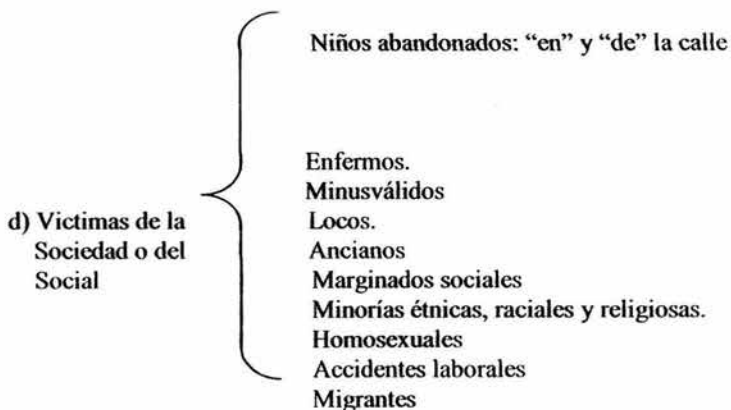 Niños abandonados: “en” y “de” la calle
d) Victimas de la
Sociedad o del
Social
Enfermos.
Minusválidos
Locos.
Ancianos
Marginados sociales
Minorías étnicas, raciales y religiosas.
Homosexuales
Accidentes laborales
Migrantes